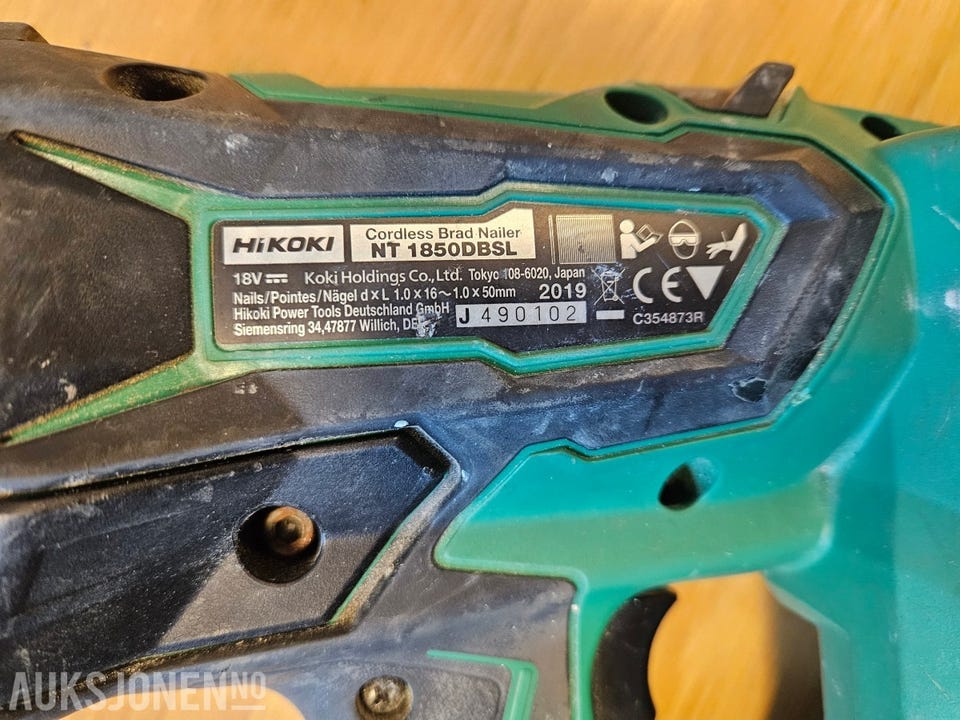 HiKOKI
Cordless Brad Nailer
NT 1850DBSL
18V Koki Holdings Co., Ltd. Tokyo 108-6020, Japan
Nails/Pointes/Nägel d x L 1.0 x 16~1.0 x 50mm 2019
Hikoki Power Tools Deutschland GmbH
Siemensring 34, 47877 Willich,
J 490102
CE
C354873R
AUKSJONEN.NO